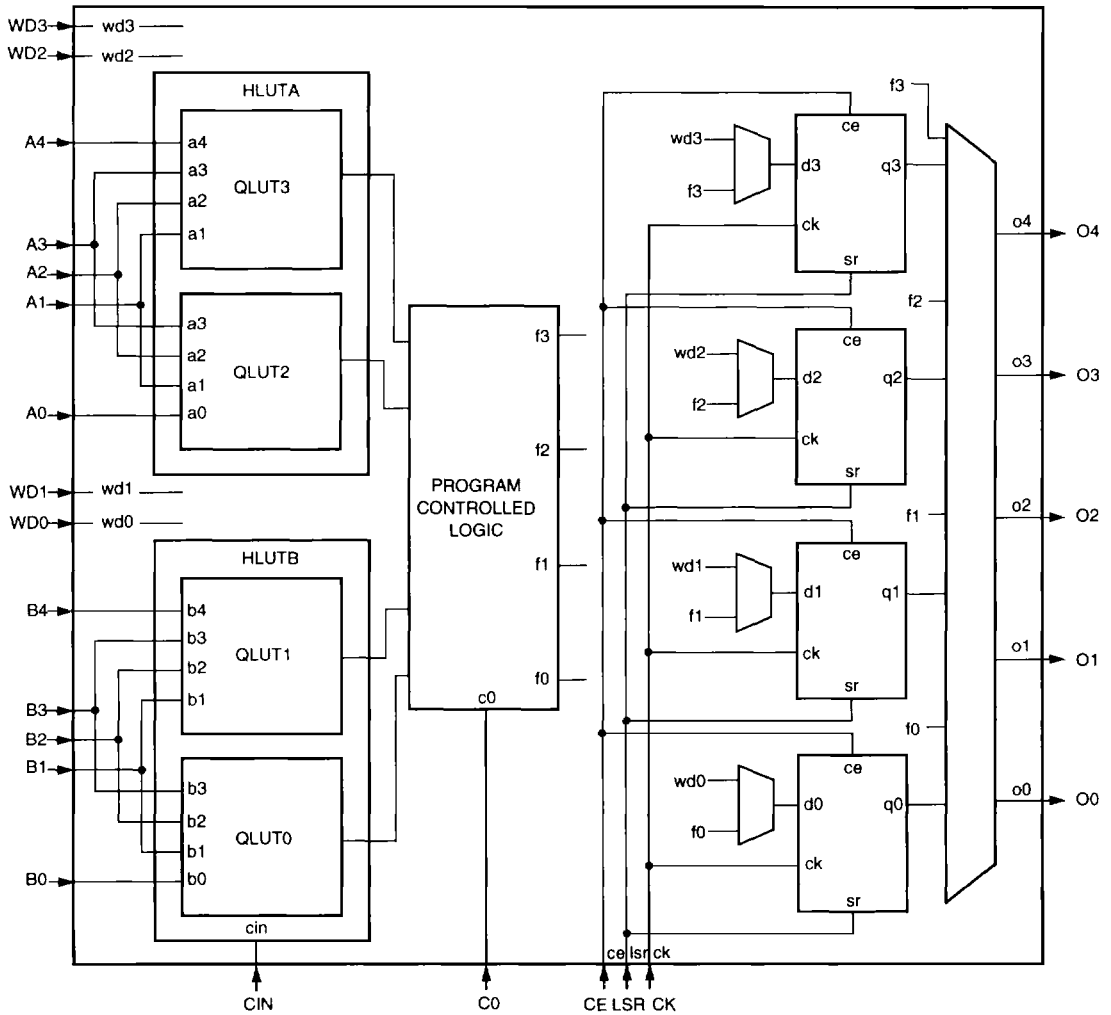 WD3 wd3
WD2 wd2
HLUTA
A4 a4
a3
a2
a1
QLUT3
A3
A2
A1
a3
a2
a1
QLUT2
A0 a0
WD1 wd1
WD0 wd0
HLUTB
B4 b4
b3
b2
b1
QLUT1
B3
B2
B1
b3
b2
b1
QLUT0
B0 b0
cin
CIN
PROGRAM
CONTROLLED
LOGIC
f3
f2
f1
f0
c0
C0
ce lsr ck
CE LSR CK
wd3
f3
ce
d3 q3
ck
sr
wd2
f2
ce
d2 q2
ck
sr
wd1
f1
ce
d1 q1
ck
sr
wd0
f0
ce
d0 q0
ck
sr
f3
f2
f1
f0
o4 O4
o3 O3
o2 O2
o1 O1
o0 O0